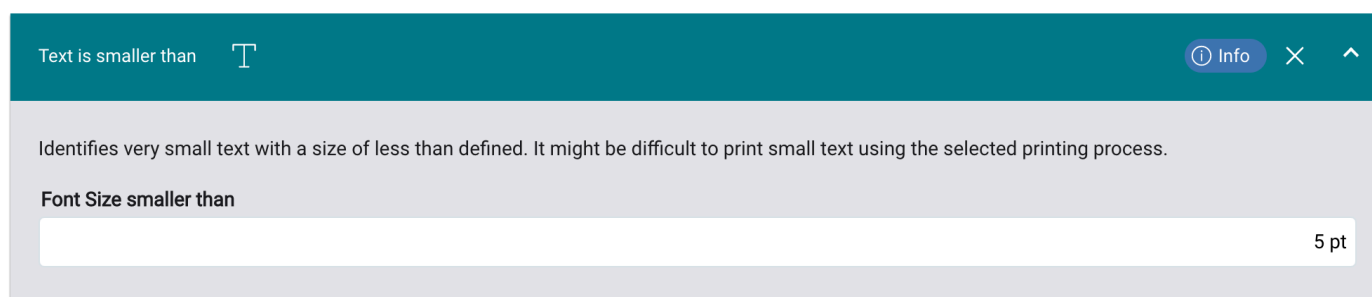 Text is smaller than T Info
Identifies very small text with a size of less than defined. It might be difficult to print small text using the selected printing process.
Font Size smaller than
5 pt